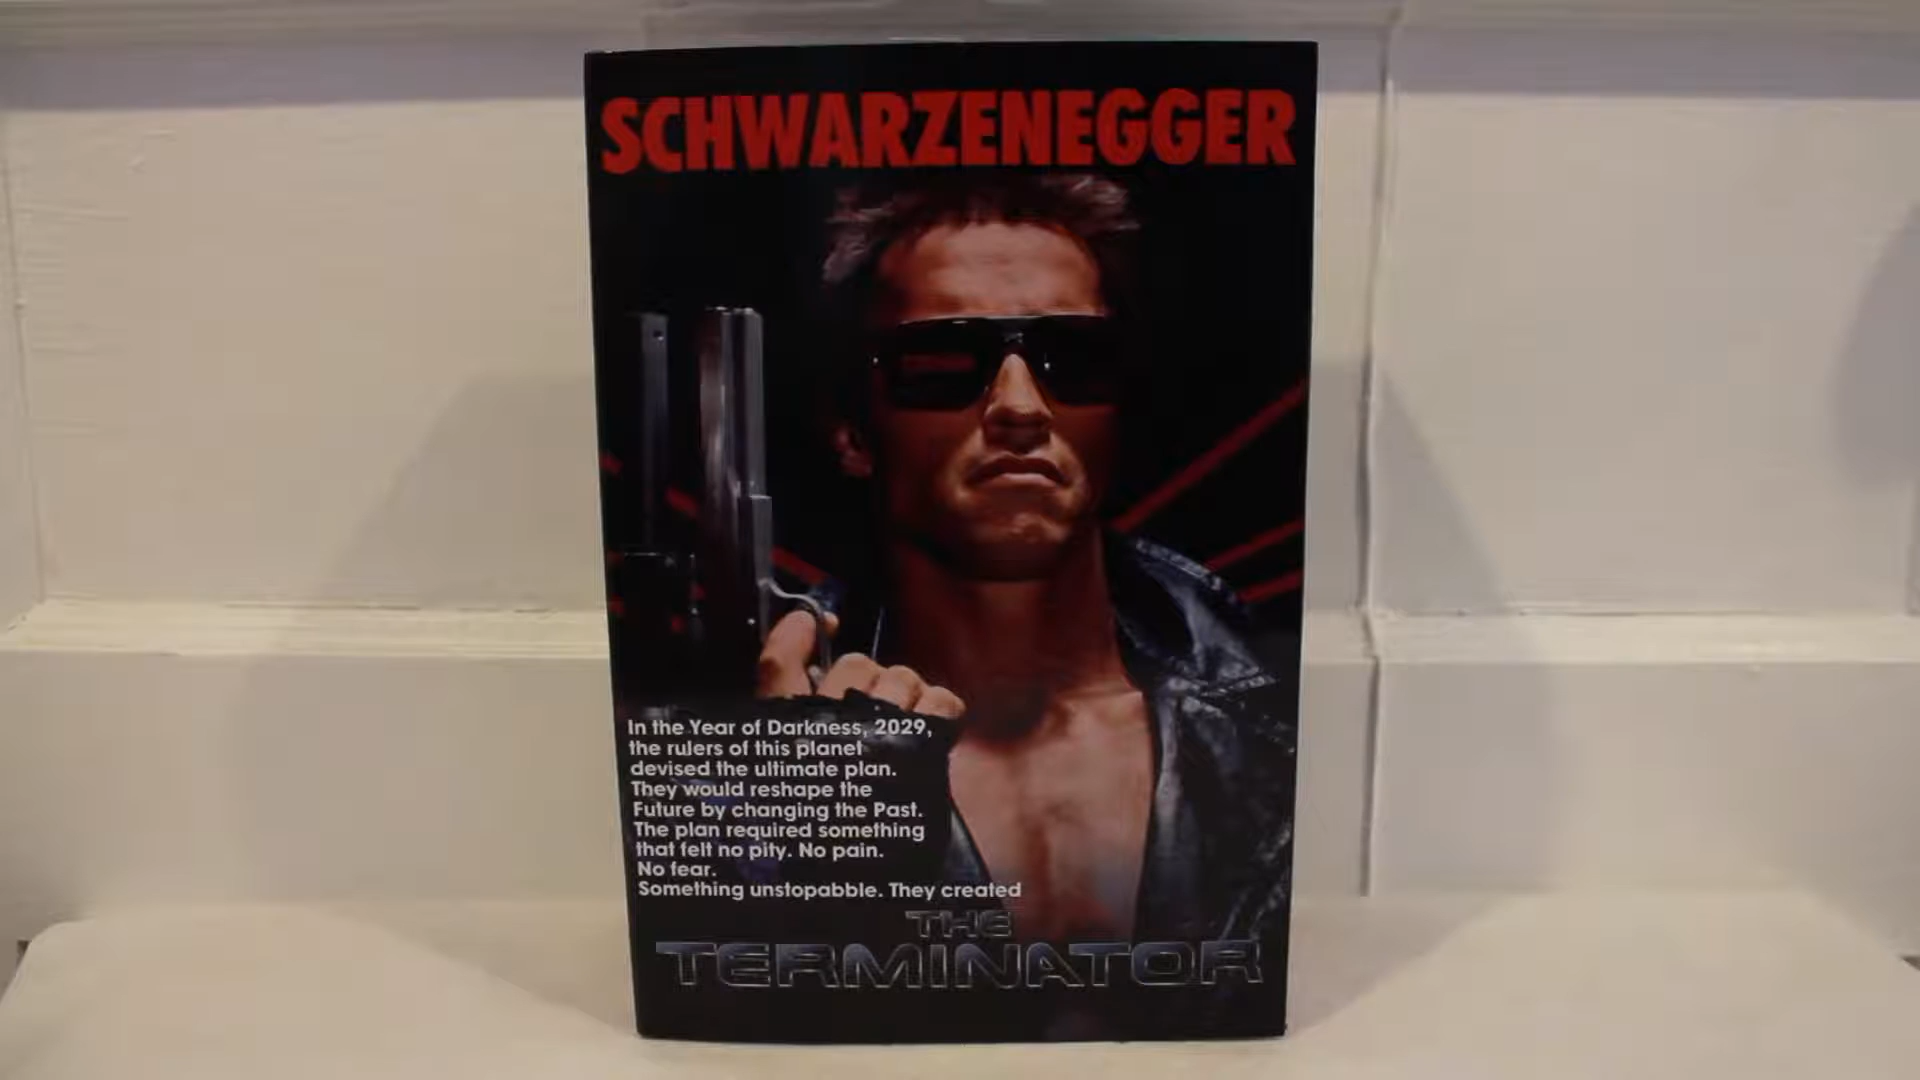 SCHWARZENEGGER
In the Year of Darkness, 2029,
the rulers of this planet
devised the ultimate plan.
They would reshape the
Future by changing the Past.
The plan required something
that felt no pity. No pain.
No fear.
Something unstopabble. They created
THE
TERMINATOR